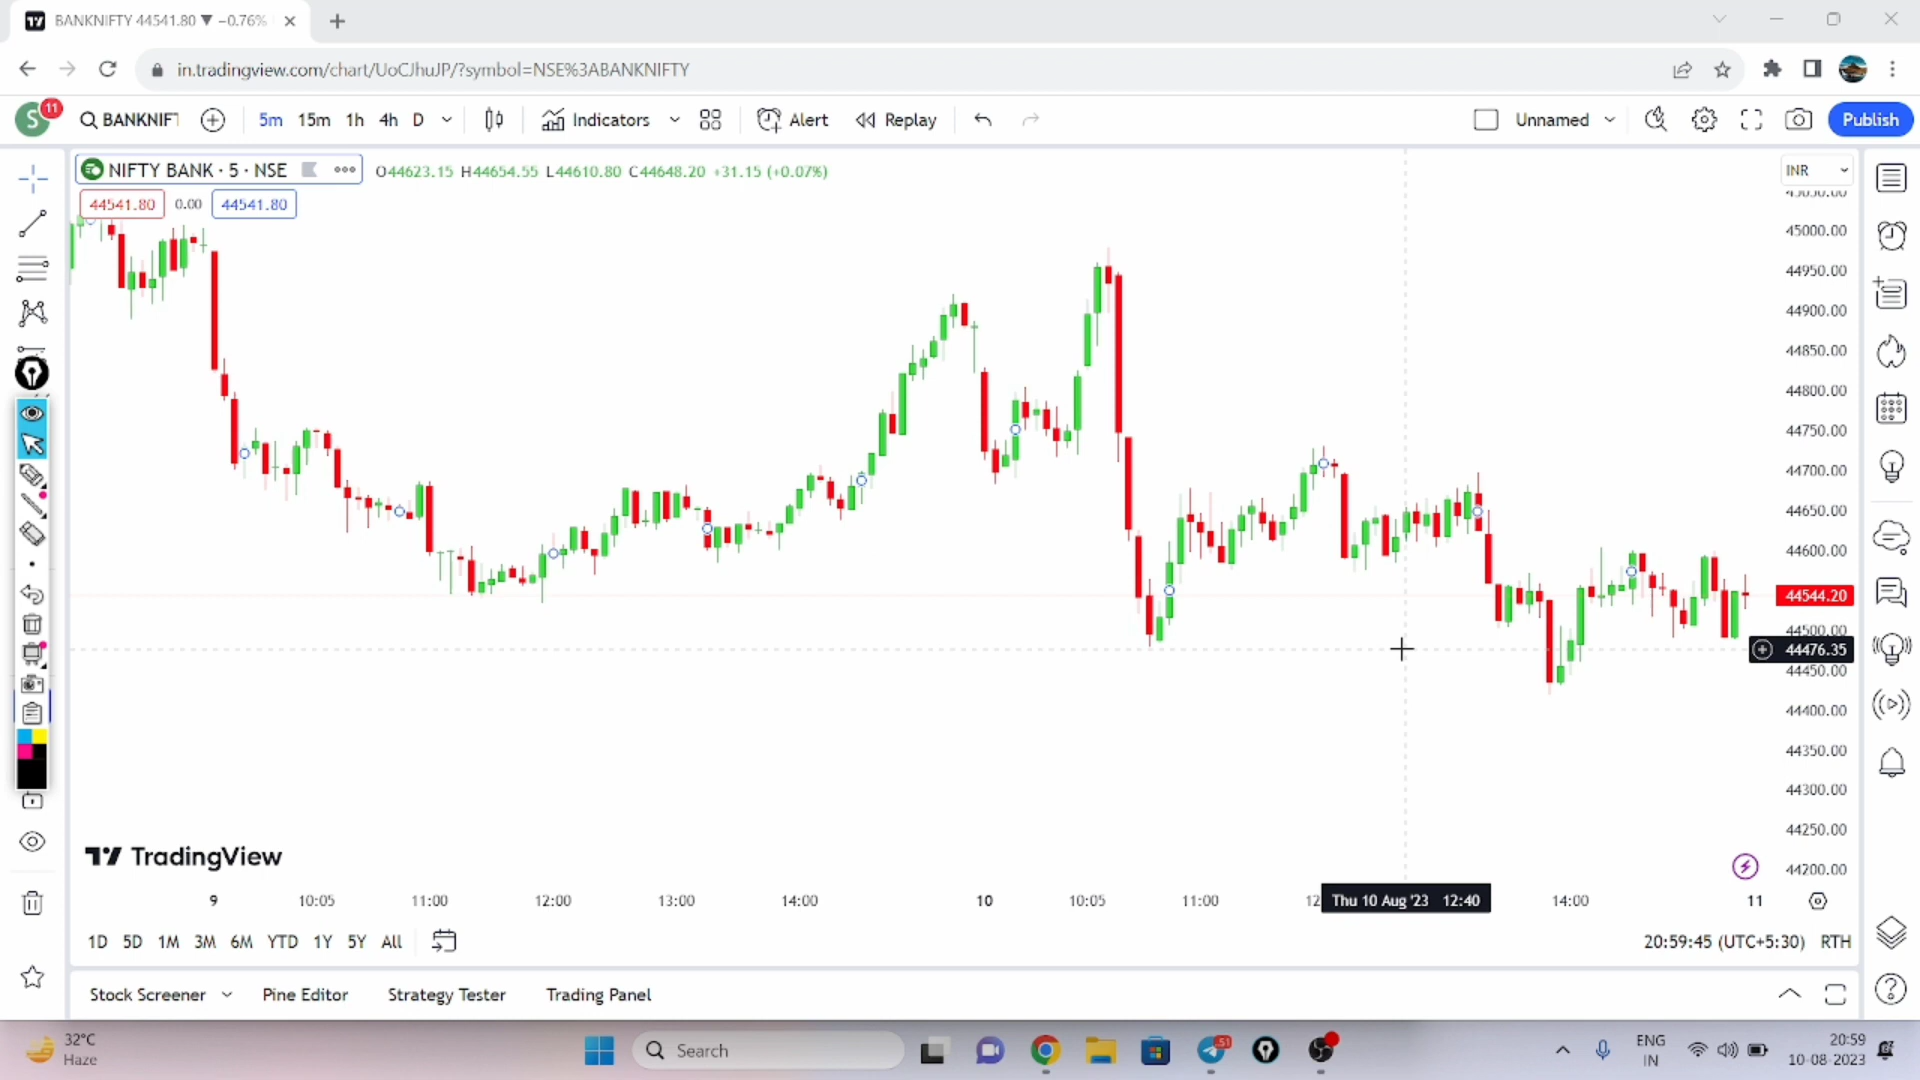 BANKNIFTY 44541.80 ▼ −0.76%
in.tradingview.com/chart/UoCJhuJP/?symbol=NSE%3ABANKNIFTY
S 11 BANKNIF 5m 15m 1h 4h D Indicators Alert Replay Unnamed Publish
NIFTY BANK · 5 · NSE O44623.15 H44654.55 L44610.80 C44648.20 +31.15 (+0.07%) INR
44541.80 0.00 44541.80
45050.00
45000.00
44950.00
44900.00
44850.00
44800.00
44750.00
44700.00
44650.00
44600.00
44544.20
44500.00
44476.35
44450.00
44400.00
44350.00
44300.00
44250.00
44200.00
TradingView
9 10:05 11:00 12:00 13:00 14:00 10 10:05 11:00 12 Thu 10 Aug '23 12:40 14:00 11
1D 5D 1M 3M 6M YTD 1Y 5Y All 20:59:45 (UTC+5:30) RTH
Stock Screener Pine Editor Strategy Tester Trading Panel
32°C
Haze
Search
51
ENG
IN
20:59
10-08-2023